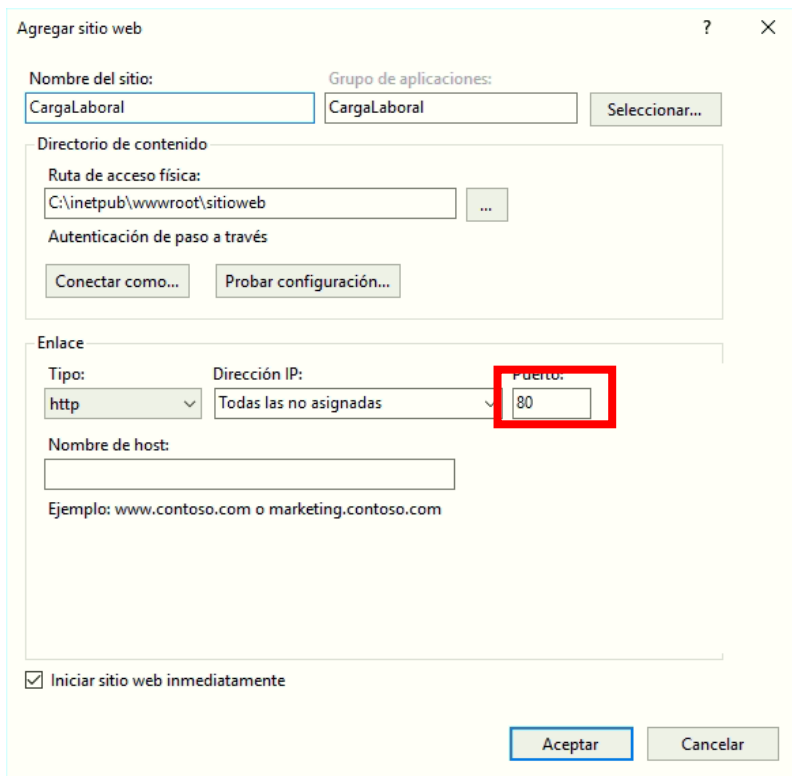 Agregar sitio web ? X
Nombre del sitio: Grupo de aplicaciones:
CargaLaboral CargaLaboral Seleccionar...
Directorio de contenido
Ruta de acceso física:
C:\inetpub\wwwroot\sitioweb ...
Autenticación de paso a través
Conectar como... Probar configuración...
Enlace
Tipo: Dirección IP: Puerto:
http Todas las no asignadas 80
Nombre de host:
Ejemplo: www.contoso.com o marketing.contoso.com
Iniciar sitio web inmediatamente
Aceptar Cancelar